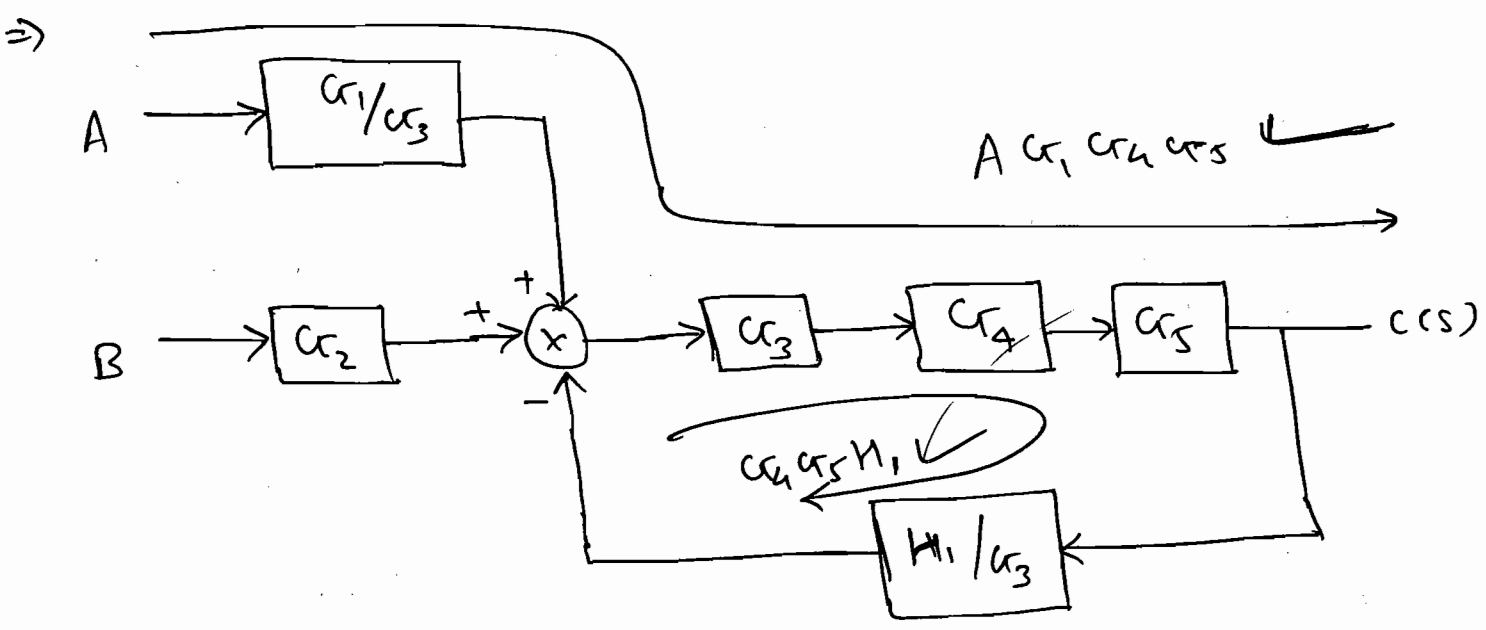 ⇒
G1/G3
A
A G1 G4 G5
+
B
G2
+
x
G3
G4
G5
C(S)
-
G4 G5 H1
H1/G3